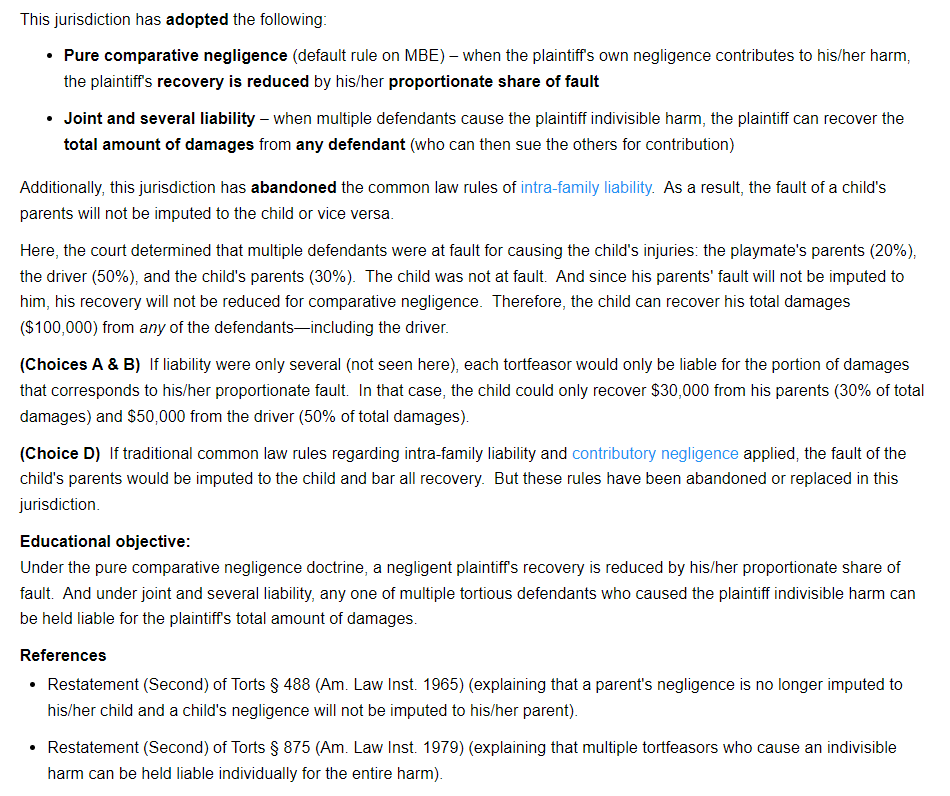 This jurisdiction has adopted the following:
• Pure comparative negligence (default rule on MBE) – when the plaintiff's own negligence contributes to his/her harm,
the plaintiff's recovery is reduced by his/her proportionate share of fault
• Joint and several liability – when multiple defendants cause the plaintiff indivisible harm, the plaintiff can recover the
total amount of damages from any defendant (who can then sue the others for contribution)
Additionally, this jurisdiction has abandoned the common law rules of intra-family liability. As a result, the fault of a child's
parents will not be imputed to the child or vice versa.
Here, the court determined that multiple defendants were at fault for causing the child's injuries: the playmate's parents (20%),
the driver (50%), and the child's parents (30%). The child was not at fault. And since his parents' fault will not be imputed to
him, his recovery will not be reduced for comparative negligence. Therefore, the child can recover his total damages
($100,000) from any of the defendants—including the driver.
(Choices A & B) If liability were only several (not seen here), each tortfeasor would only be liable for the portion of damages
that corresponds to his/her proportionate fault. In that case, the child could only recover $30,000 from his parents (30% of total
damages) and $50,000 from the driver (50% of total damages).
(Choice D) If traditional common law rules regarding intra-family liability and contributory negligence applied, the fault of the
child's parents would be imputed to the child and bar all recovery. But these rules have been abandoned or replaced in this
jurisdiction.
Educational objective:
Under the pure comparative negligence doctrine, a negligent plaintiff's recovery is reduced by his/her proportionate share of
fault. And under joint and several liability, any one of multiple tortious defendants who caused the plaintiff indivisible harm can
be held liable for the plaintiff's total amount of damages.
References
• Restatement (Second) of Torts § 488 (Am. Law Inst. 1965) (explaining that a parent's negligence is no longer imputed to
his/her child and a child's negligence will not be imputed to his/her parent).
• Restatement (Second) of Torts § 875 (Am. Law Inst. 1979) (explaining that multiple tortfeasors who cause an indivisible
harm can be held liable individually for the entire harm).